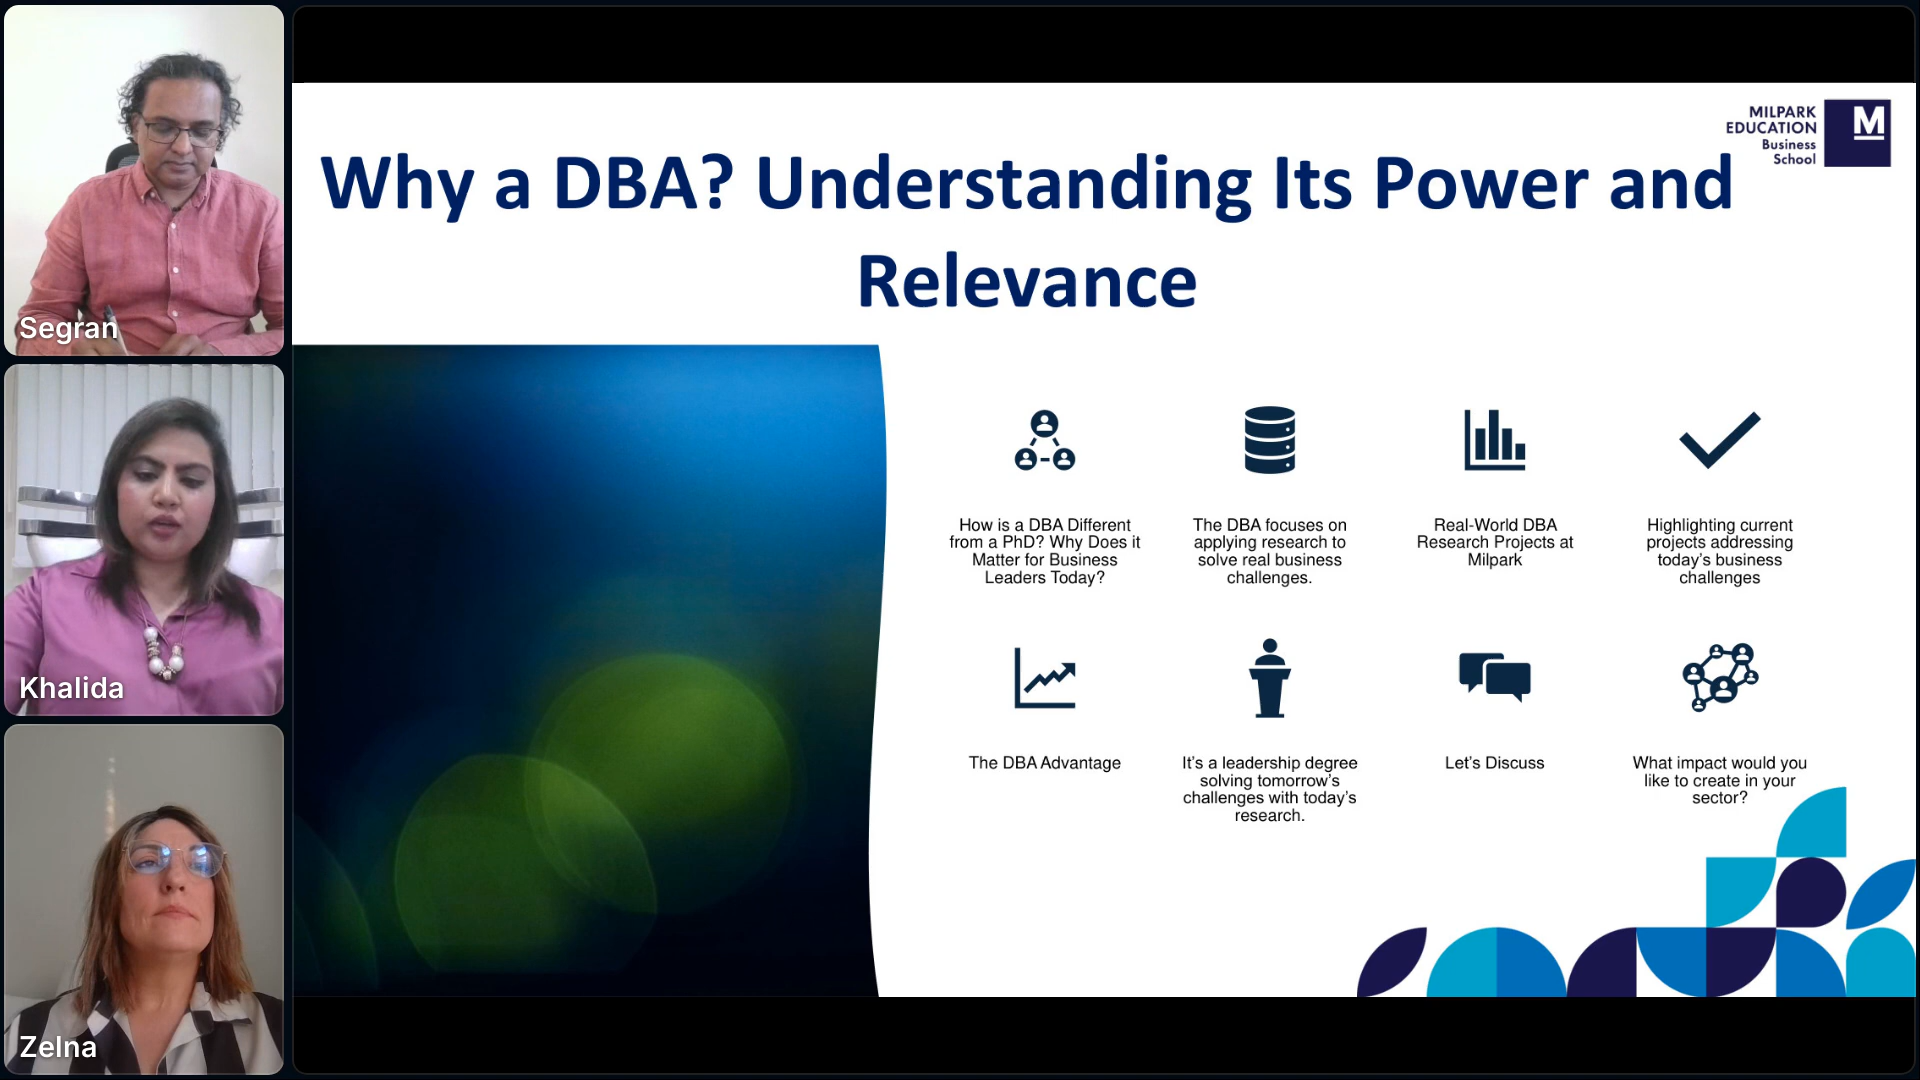 Segran
Khalida
Zelna
MILPARK
EDUCATION
Business
School
M
Why a DBA? Understanding Its Power and
Relevance
How is a DBA Different
from a PhD? Why Does it
Matter for Business
Leaders Today?
The DBA focuses on
applying research to
solve real business
challenges.
Real-World DBA
Research Projects at
Milpark
Highlighting current
projects addressing
today's business
challenges
The DBA Advantage
It's a leadership degree
solving tomorrow's
challenges with today's
research.
Let's Discuss
What impact would you
like to create in your
sector?